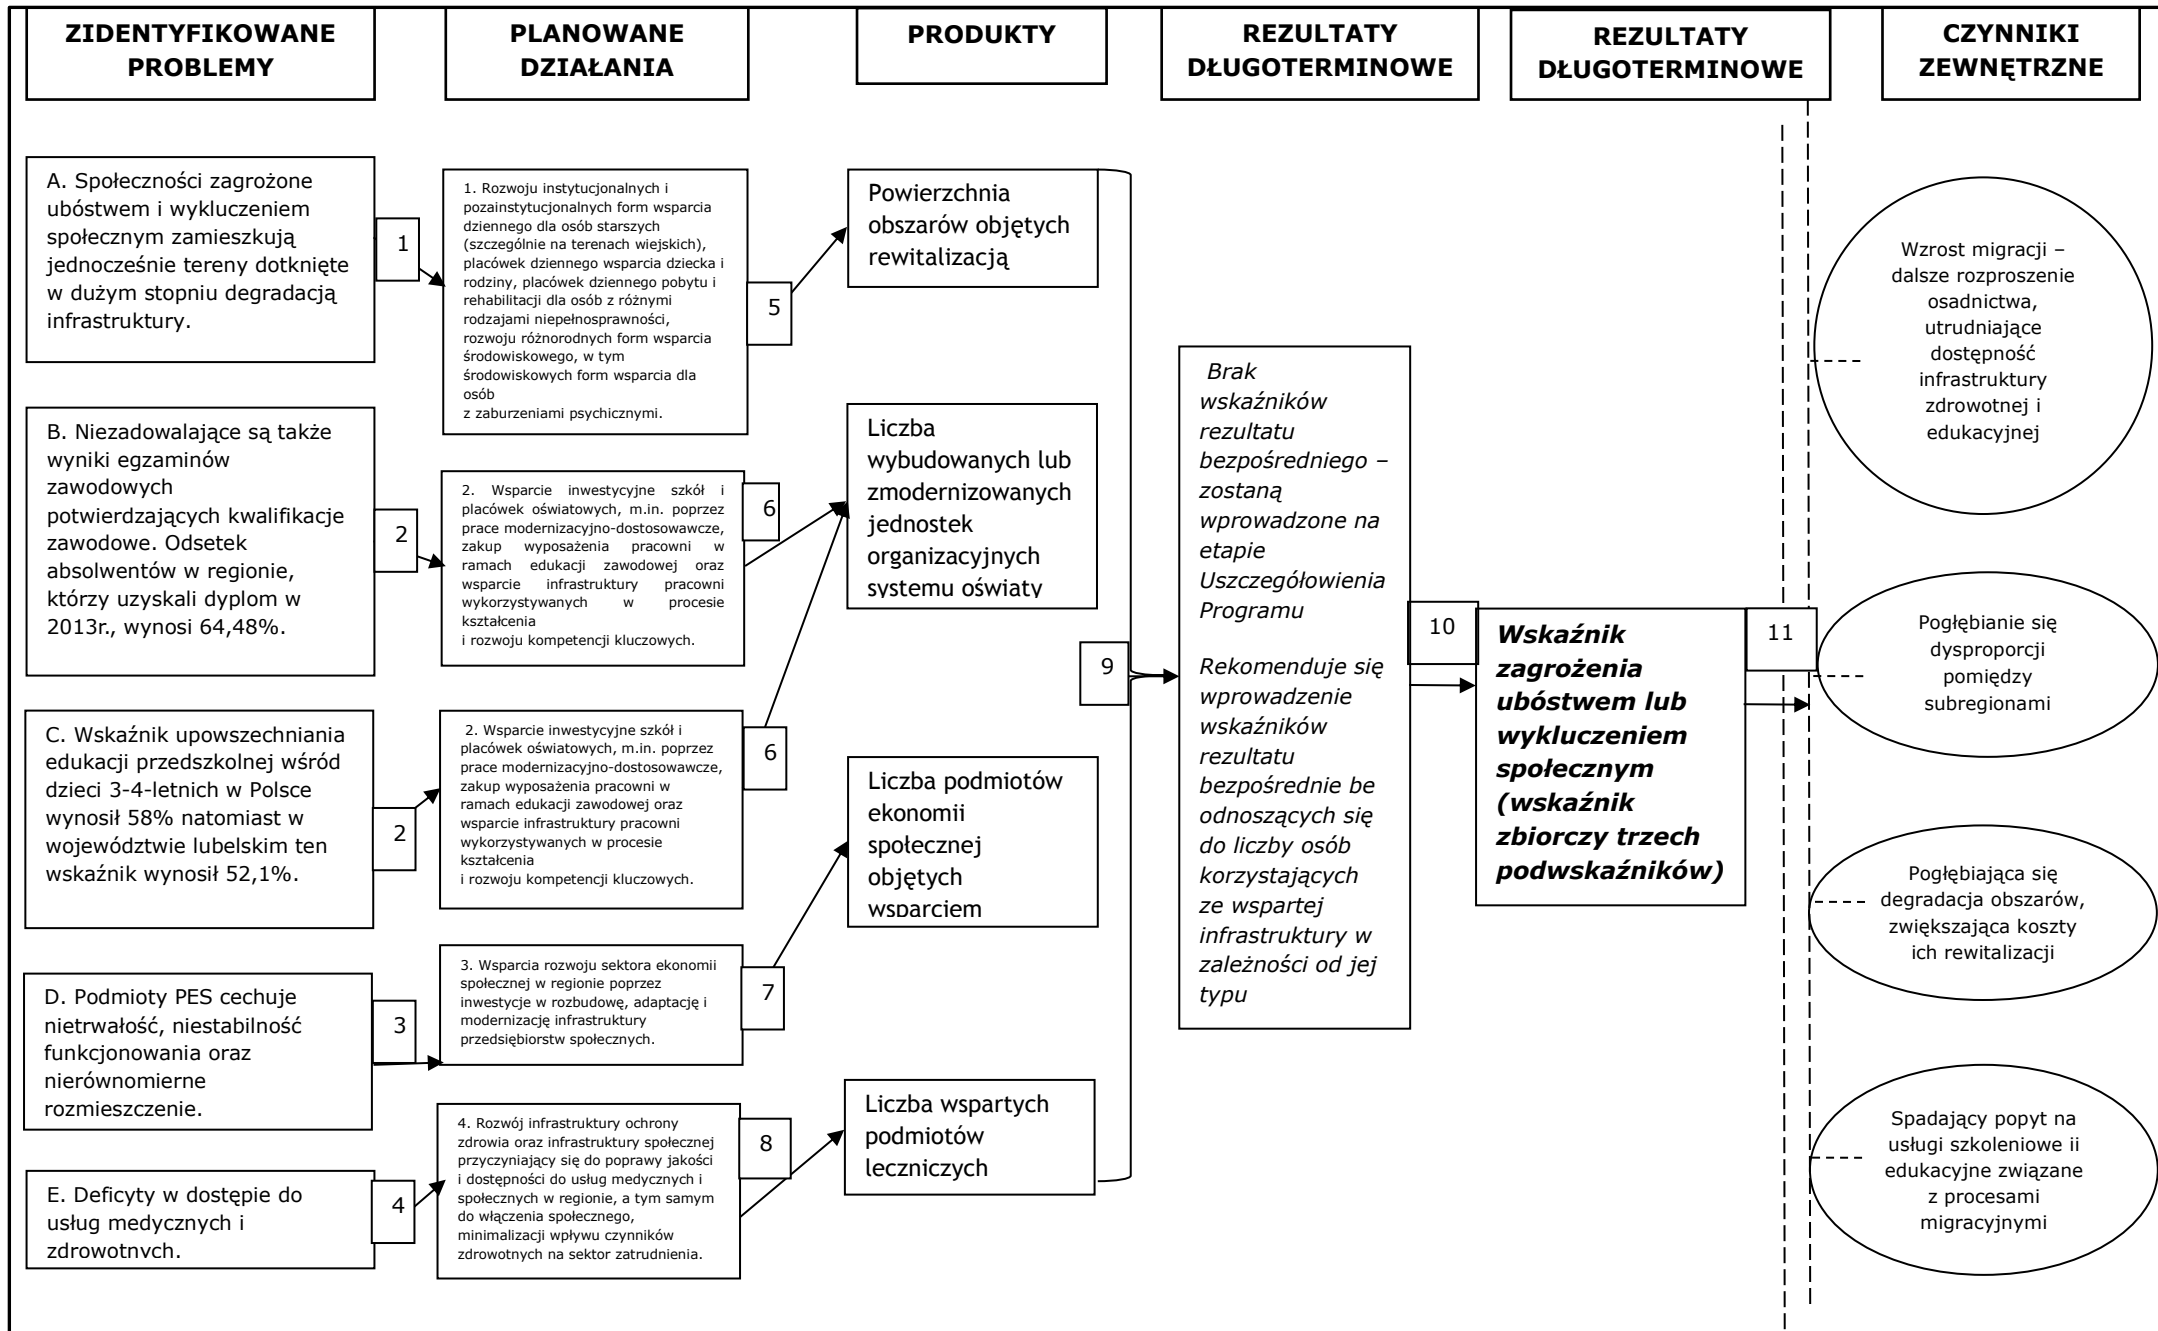 ZIDENTYFIKOWANE
PROBLEMY
PLANOWANE
DZIAŁANIA
PRODUKTY
REZULTATY
DŁUGOTERMINOWE
REZULTATY
DŁUGOTERMINOWE
CZYNNIKI
ZEWNĘTRZNE
A. Społeczności zagrożone
ubóstwem i wykluczeniem
społecznym zamieszkują
jednocześnie tereny dotknięte
w dużym stopniu degradacją
infrastruktury.
1
B. Niezadowalające są także
wyniki egzaminów
zawodowych
potwierdzających kwalifikacje
zawodowe. Odsetek
absolwentów w regionie,
którzy uzyskali dyplom w
2013r., wynosi 64,48%.
2
C. Wskaźnik upowszechniania
edukacji przedszkolnej wśród
dzieci 3-4-letnich w Polsce
wynosił 58% natomiast w
województwie lubelskim ten
wskaźnik wynosił 52,1%.
2
D. Podmioty PES cechuje
nietrwałość, niestabilność
funkcjonowania oraz
nierównomierne
rozmieszczenie.
3
E. Deficyty w dostępie do
usług medycznych i
zdrowotnych.
4
1. Rozwoju instytucjonalnych i
pozainstytucjonalnych form wsparcia
dziennego dla osób starszych
(szczególnie na terenach wiejskich),
placówek dziennego wsparcia dziecka i
rodziny, placówek dziennego pobytu i
rehabilitacji dla osób z różnymi
rodzajami niepełnosprawności,
rozwoju różnorodnych form wsparcia
środowiskowego, w tym
środowiskowych form wsparcia dla
osób
z zaburzeniami psychicznymi.
5
2. Wsparcie inwestycyjne szkół i
placówek oświatowych, m.in. poprzez
prace modernizacyjno-dostosowawcze,
zakup wyposażenia pracowni w
ramach edukacji zawodowej oraz
wsparcie infrastruktury pracowni
wykorzystywanych w procesie
kształcenia
i rozwoju kompetencji kluczowych.
6
2. Wsparcie inwestycyjne szkół i
placówek oświatowych, m.in. poprzez
prace modernizacyjno-dostosowawcze,
zakup wyposażenia pracowni w
ramach edukacji zawodowej oraz
wsparcie infrastruktury pracowni
wykorzystywanych w procesie
kształcenia
i rozwoju kompetencji kluczowych.
6
3. Wsparcia rozwoju sektora ekonomii
społecznej w regionie poprzez
inwestycje w rozbudowę, adaptację i
modernizację infrastruktury
przedsiębiorstw społecznych.
7
4. Rozwój infrastruktury ochrony
zdrowia oraz infrastruktury społecznej
przyczyniający się do poprawy jakości
i dostępności do usług medycznych i
społecznych w regionie, a tym samym
do włączenia społecznego,
minimalizacji wpływu czynników
zdrowotnych na sektor zatrudnienia.
8
Powierzchnia
obszarów objętych
rewitalizacją
Liczba
wybudowanych lub
zmodernizowanych
jednostek
organizacyjnych
systemu oświaty
Liczba podmiotów
ekonomii
społecznej
objętych
wsparciem
Liczba wspartych
podmiotów
leczniczych
9
Brak
wskaźników
rezultatu
bezpośredniego –
zostaną
wprowadzone na
etapie
Uszczegółowienia
Programu
Rekomenduje się
wprowadzenie
wskaźników
rezultatu
bezpośrednie be
odnoszących się
do liczby osób
korzystających
ze wspartej
infrastruktury w
zależności od jej
typu
10
Wskaźnik
zagrożenia
ubóstwem lub
wykluczeniem
społecznym
(wskaźnik
zbiorczy trzech
podwskaźników)
11
Wzrost migracji –
dalsze rozproszenie
osadnictwa,
utrudniające
dostępność
infrastruktury
zdrowotnej i
edukacyjnej
Pogłębianie się
dysproporcji
pomiędzy
subregionami
Pogłębiająca się
degradacja obszarów,
zwiększająca koszty
ich rewitalizacji
Spadający popyt na
usługi szkoleniowe ii
edukacyjne związane
z procesami
migracyjnymi